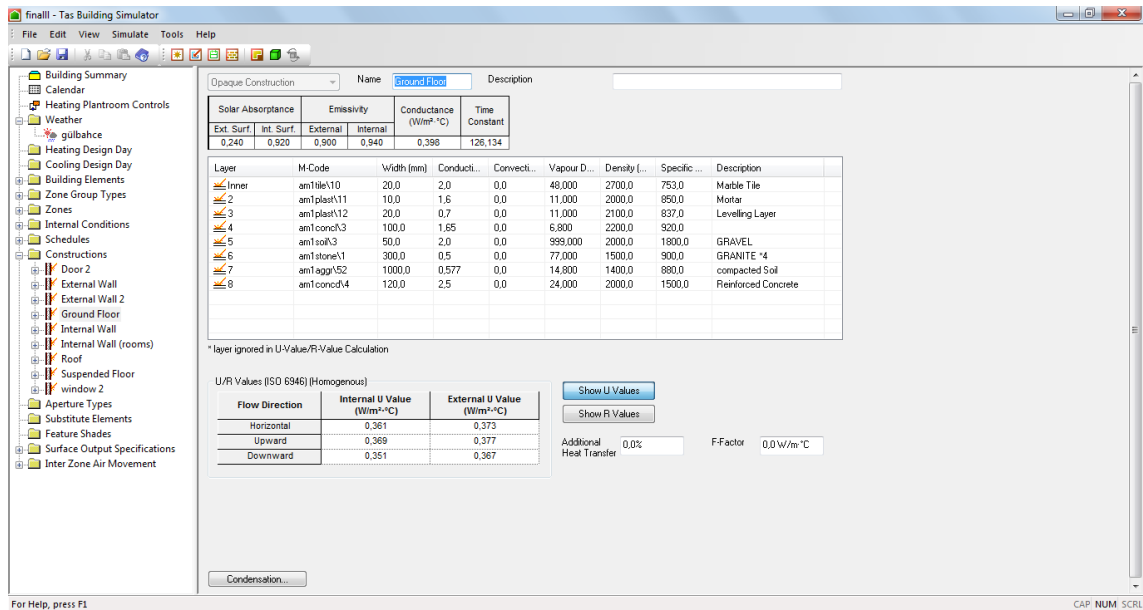 finalll - Tas Building Simulator
File Edit View Simulate Tools Help
Building Summary
Calendar
Heating Plantroom Controls
Weather
gülbahce
Heating Design Day
Cooling Design Day
Building Elements
Zone Group Types
Zones
Internal Conditions
Schedules
Constructions
Door 2
External Wall
External Wall 2
Ground Floor
Internal Wall
Internal Wall (rooms)
Roof
Suspended Floor
window 2
Aperture Types
Substitute Elements
Feature Shades
Surface Output Specifications
Inter Zone Air Movement
Opaque Construction Name Ground Floor Description
Solar Absorptance Emissivity Conductance (W/m²·°C) Time Constant
Ext. Surf. Int. Surf. External Internal
0,240 0,920 0,900 0,940 0,398 126,134
Layer M-Code Width (mm) Conducti... Convecti... Vapour D... Density (... Specific ... Description
Inner am1tile\10 20,0 2,0 0,0 48,000 2700,0 753,0 Marble Tile
2 am1plast\11 10,0 1,6 0,0 11,000 2000,0 850,0 Mortar
3 am1plast\12 20,0 0,7 0,0 11,000 2100,0 837,0 Levelling Layer
4 am1concl\3 100,0 1,65 0,0 6,800 2200,0 920,0
5 am1soil\3 50,0 2,0 0,0 999,000 2000,0 1800,0 GRAVEL
6 am1stone\1 300,0 0,5 0,0 77,000 1500,0 900,0 GRANITE *4
7 am1aggr\52 1000,0 0,577 0,0 14,800 1400,0 880,0 compacted Soil
8 am1concd\4 120,0 2,5 0,0 24,000 2000,0 1500,0 Reinforced Concrete
* layer ignored in U-Value/R-Value Calculation
U/R Values (ISO 6946) (Homogenous)
Flow Direction Internal U Value (W/m²·°C) External U Value (W/m²·°C)
Horizontal 0,361 0,373
Upward 0,369 0,377
Downward 0,351 0,367
Show U Values
Show R Values
Additional Heat Transfer 0,0% F-Factor 0,0 W/m·°C
Condensation...
For Help, press F1 CAP NUM SCRL